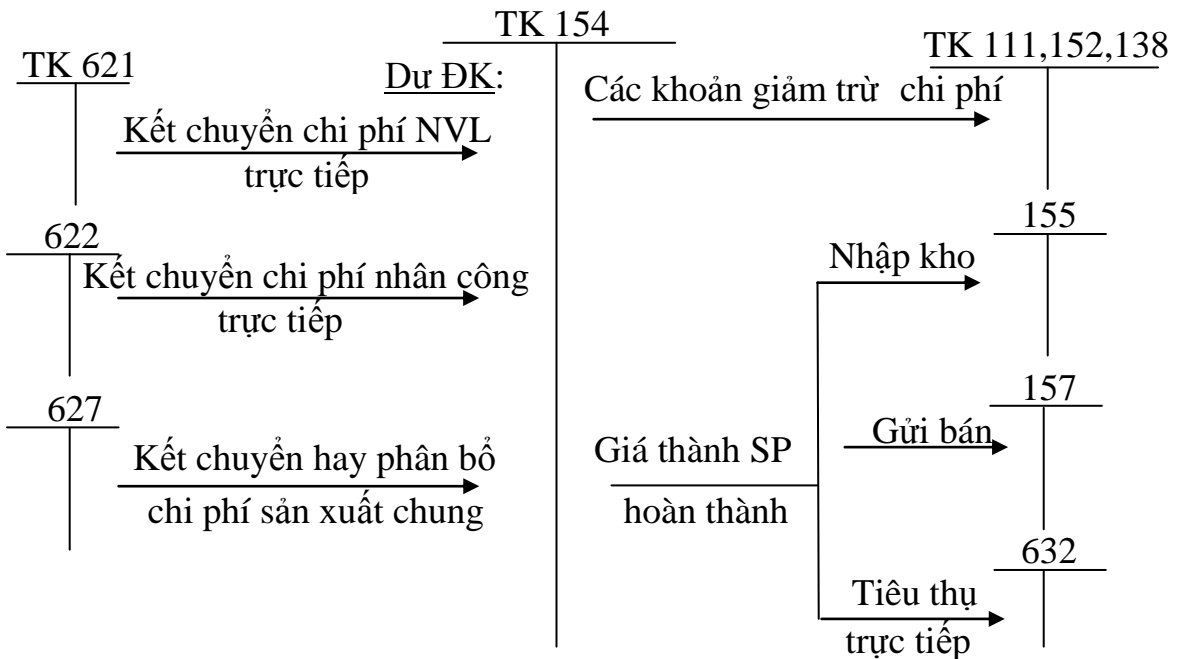 TK 154
TK 111,152,138
TK 621
Dư ĐK:
Các khoản giảm trừ chi phí
Kết chuyển chi phí NVL
trực tiếp
155
622
Nhập kho
Kết chuyển chi phí nhân công
trực tiếp
157
627
Gửi bán
Kết chuyển hay phân bổ
chi phí sản xuất chung
Giá thành SP
hoàn thành
632
Tiêu thụ
trực tiếp